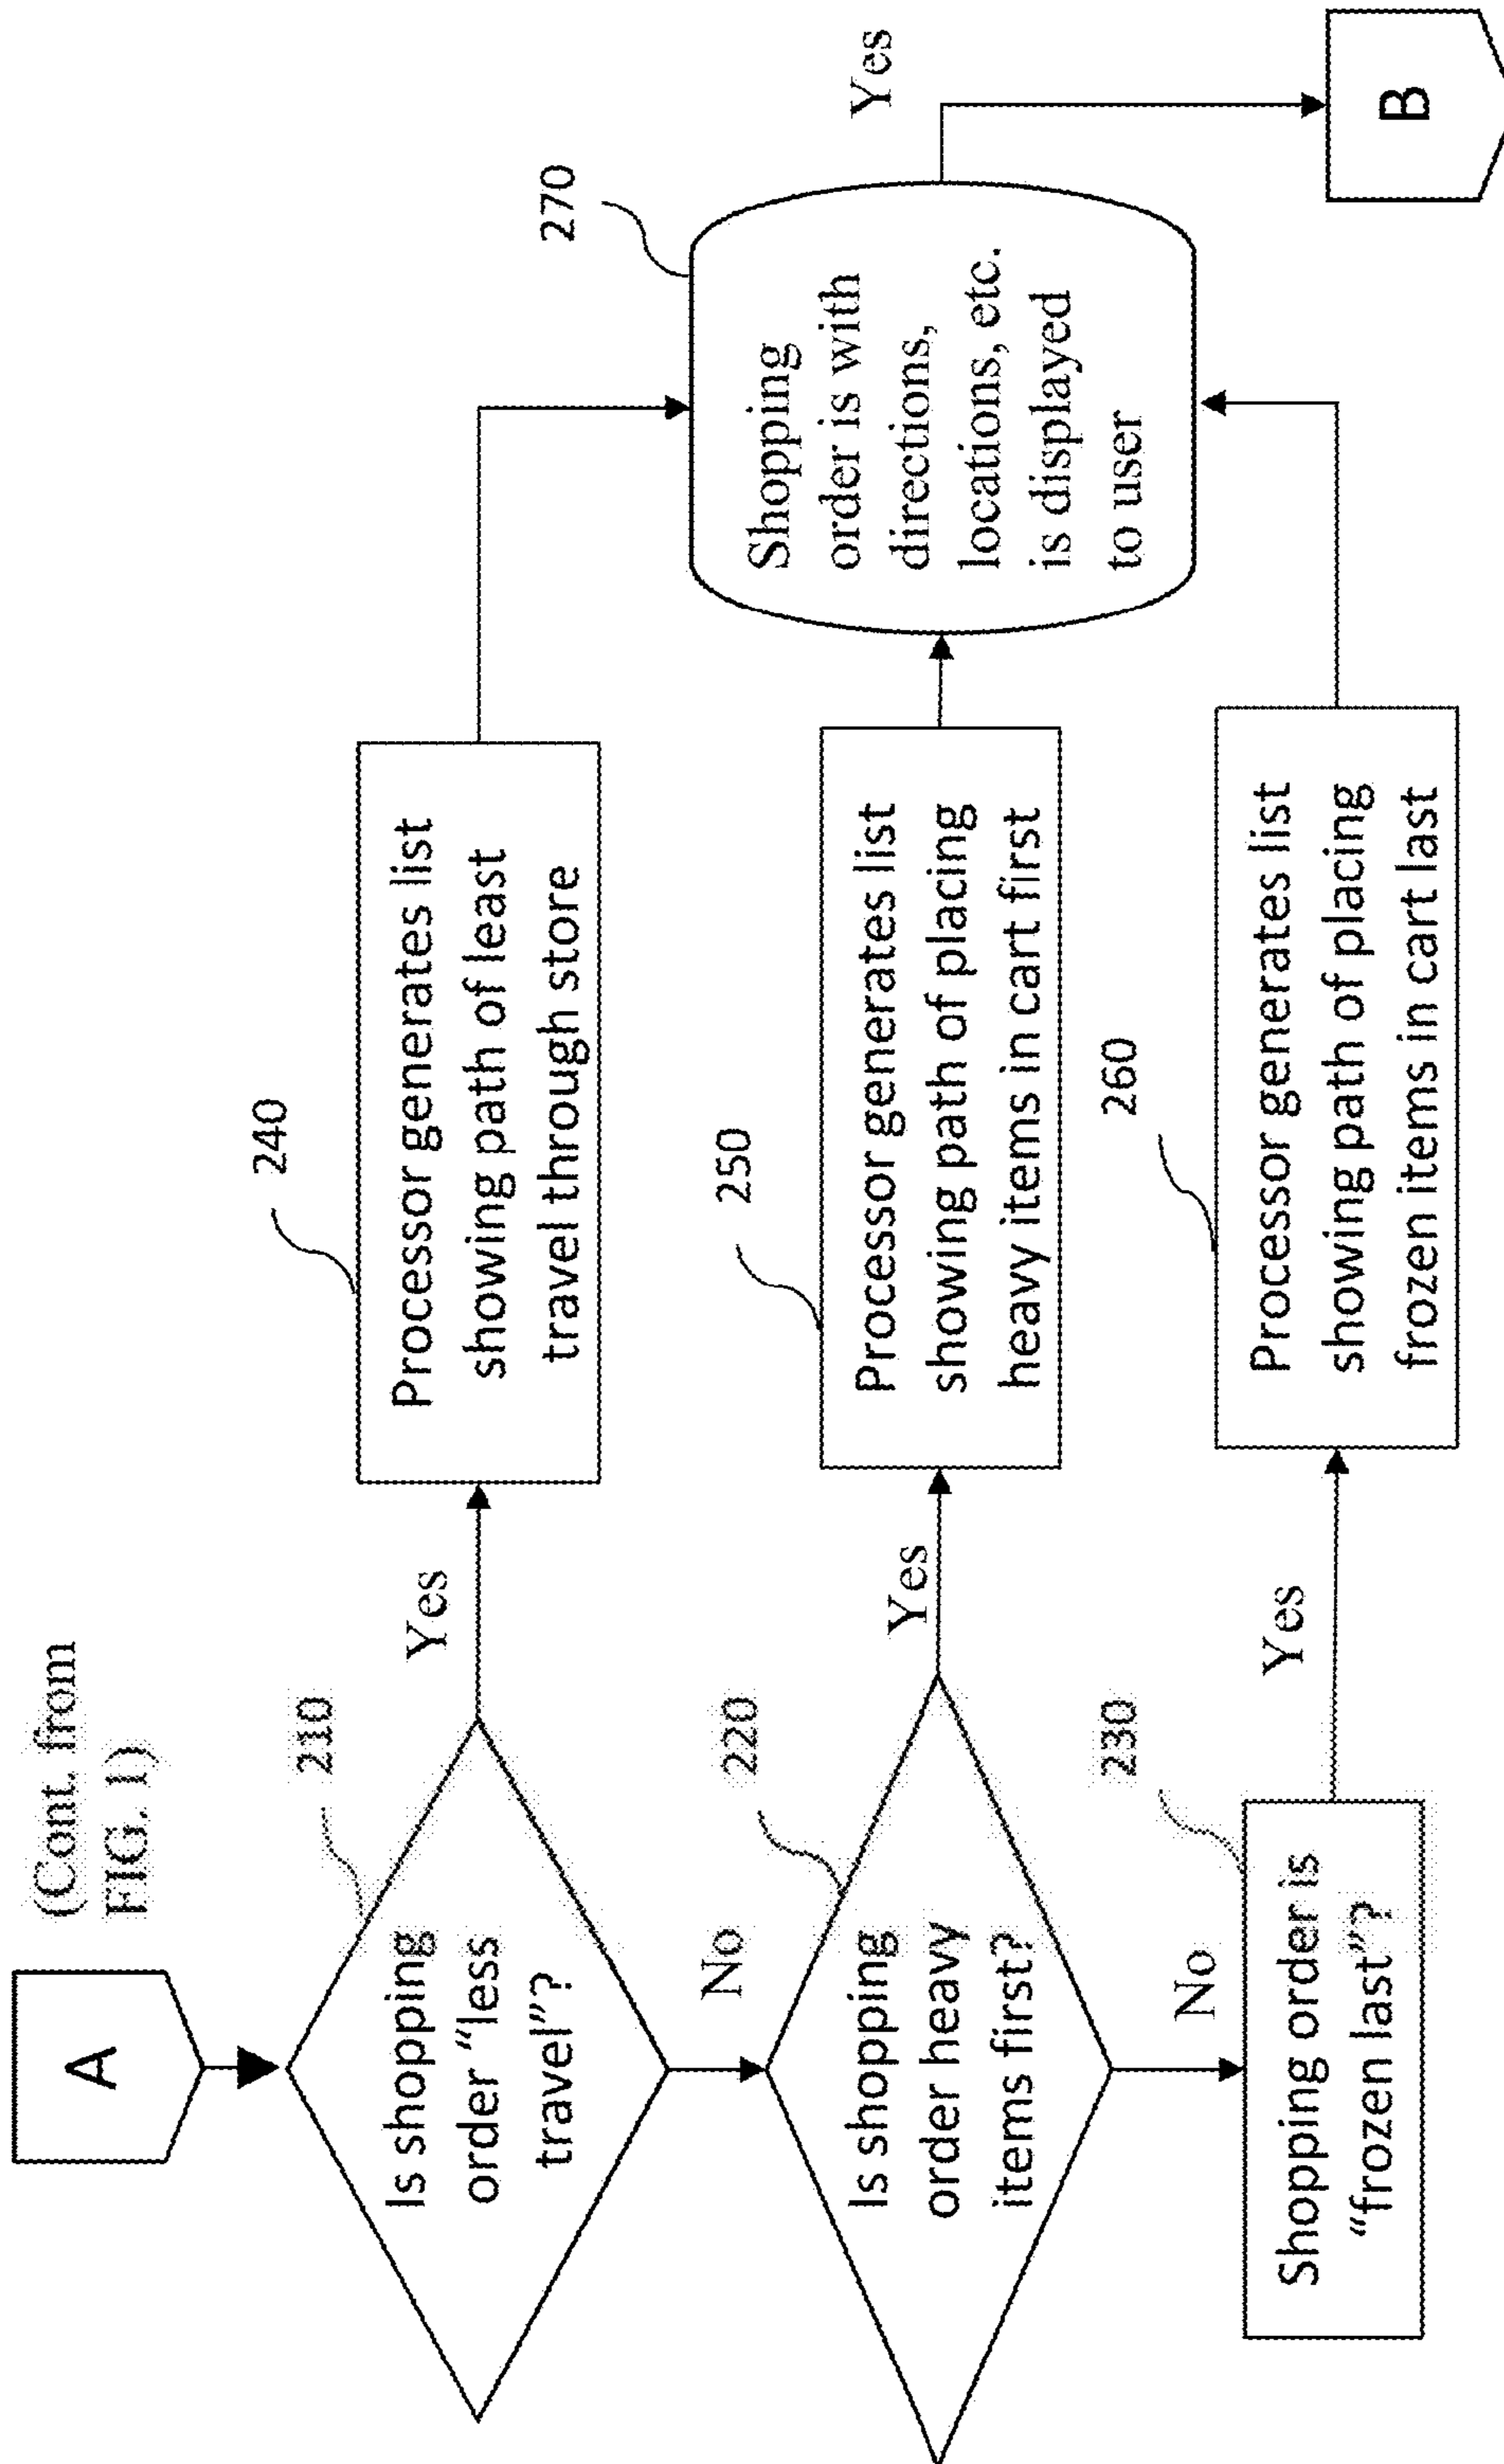 A
(Cont. from
FIG. 1)
210
Is shopping
order “less
travel”?
Yes
240
Processor generates list
showing path of least
travel through store
No
220
Is shopping
order heavy
items first?
Yes
250
Processor generates list
showing path of placing
heavy items in cart first
No
230
Shopping order is
“frozen last”?
Yes
260
Processor generates list
showing path of placing
frozen items in cart last
270
Shopping
order is with
directions,
locations, etc.
is displayed
to user
Yes
B